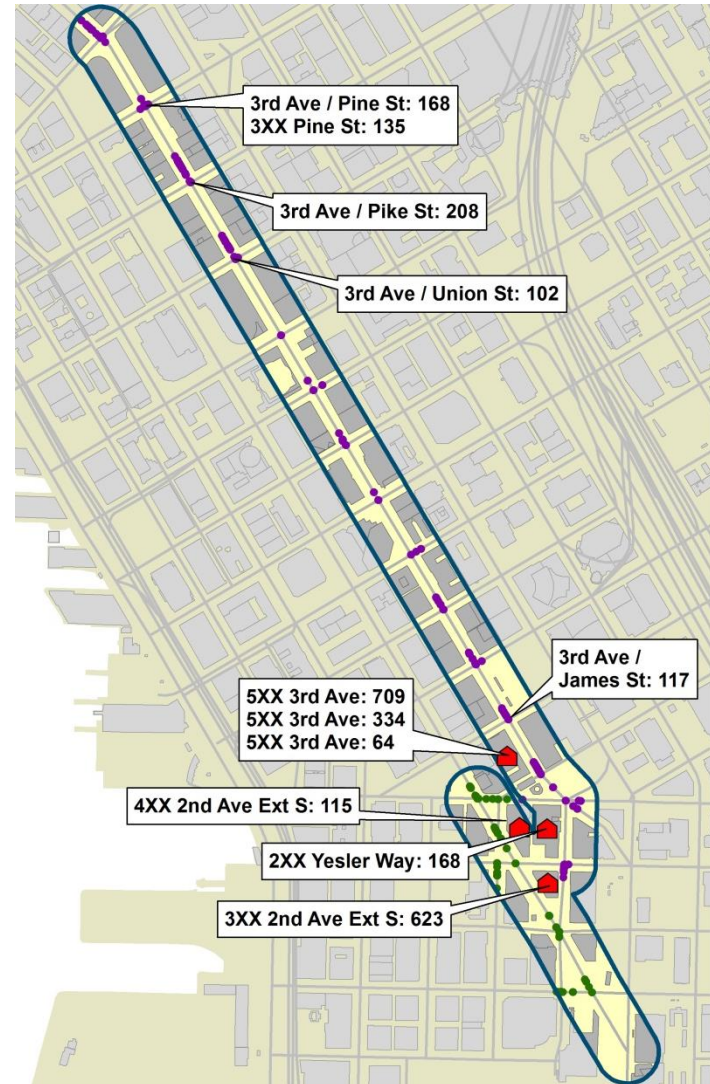 3rd Ave / Pine St: 168
3XX Pine St: 135
3rd Ave / Pike St: 208
3rd Ave / Union St: 102
3rd Ave /
James St: 117
5XX 3rd Ave: 709
5XX 3rd Ave: 334
5XX 3rd Ave: 64
4XX 2nd Ave Ext S: 115
2XX Yesler Way: 168
3XX 2nd Ave Ext S: 623